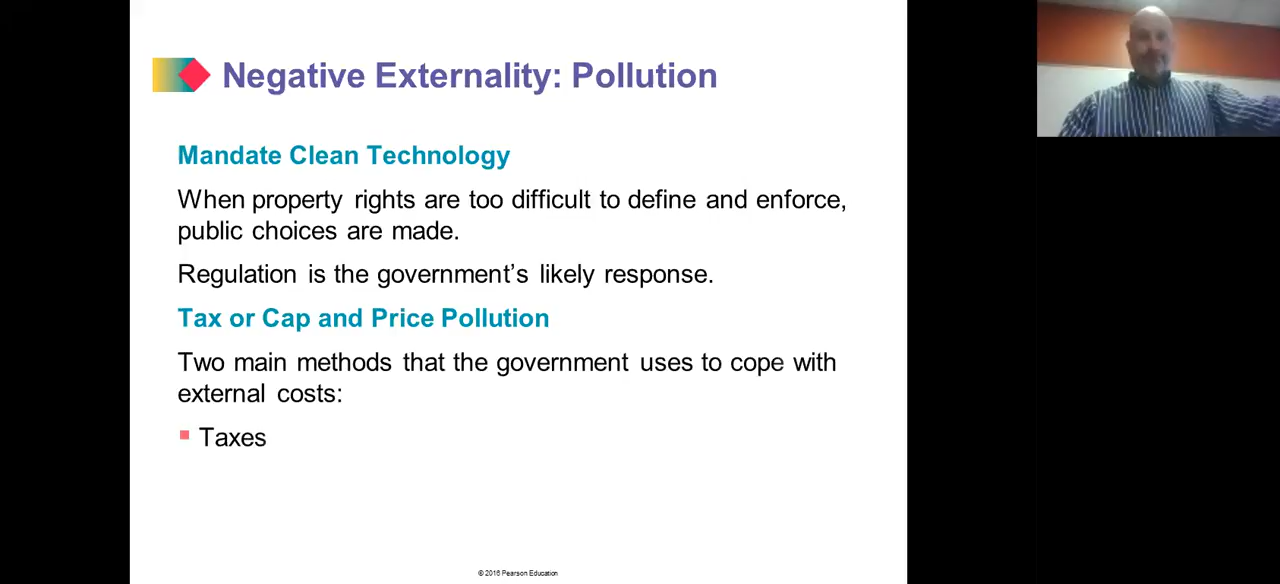 Negative Externality: Pollution
Mandate Clean Technology
When property rights are too difficult to define and enforce,
public choices are made.
Regulation is the government’s likely response.
Tax or Cap and Price Pollution
Two main methods that the government uses to cope with
external costs:
Taxes
© 2016 Pearson Education